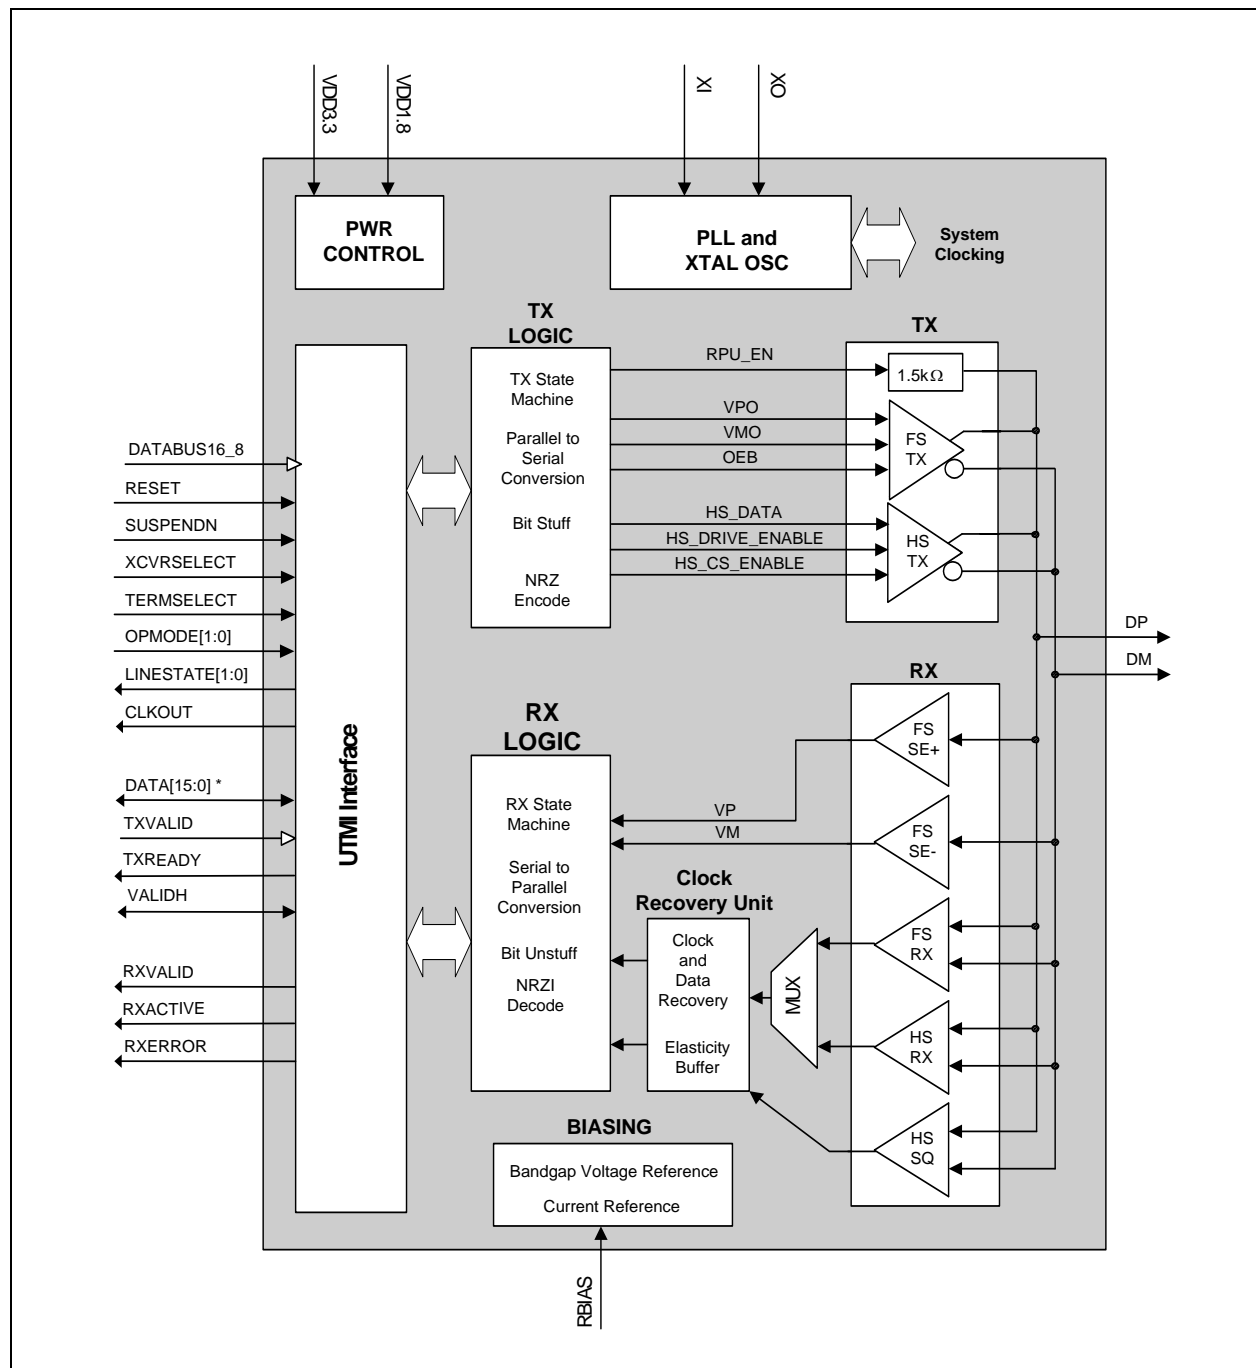 VDD3.3
VDD1.8
XI
XO
PWR
CONTROL
PLL and
XTAL OSC
System
Clocking
TX
LOGIC
TX
TX State
Machine
Parallel to
Serial
Conversion
Bit Stuff
NRZ
Encode
RPU_EN
VPO
VMO
OEB
HS_DATA
HS_DRIVE_ENABLE
HS_CS_ENABLE
1.5kΩ
FS
TX
HS
TX
DATABUS16_8
RESET
SUSPENDN
XCVRSELECT
TERMSELECT
OPMODE[1:0]
LINESTATE[1:0]
CLKOUT
DATA[15:0] *
TXVALID
TXREADY
VALIDH
RXVALID
RXACTIVE
RXERROR
UTMI Interface
DP
DM
RX
LOGIC
RX
RX State
Machine
Serial to
Parallel
Conversion
Bit Unstuff
NRZI
Decode
VP
VM
Clock
Recovery Unit
Clock
and
Data
Recovery
Elasticity
Buffer
MUX
FS
SE+
FS
SE-
FS
RX
HS
RX
HS
SQ
BIASING
Bandgap Voltage Reference
Current Reference
RBIAS